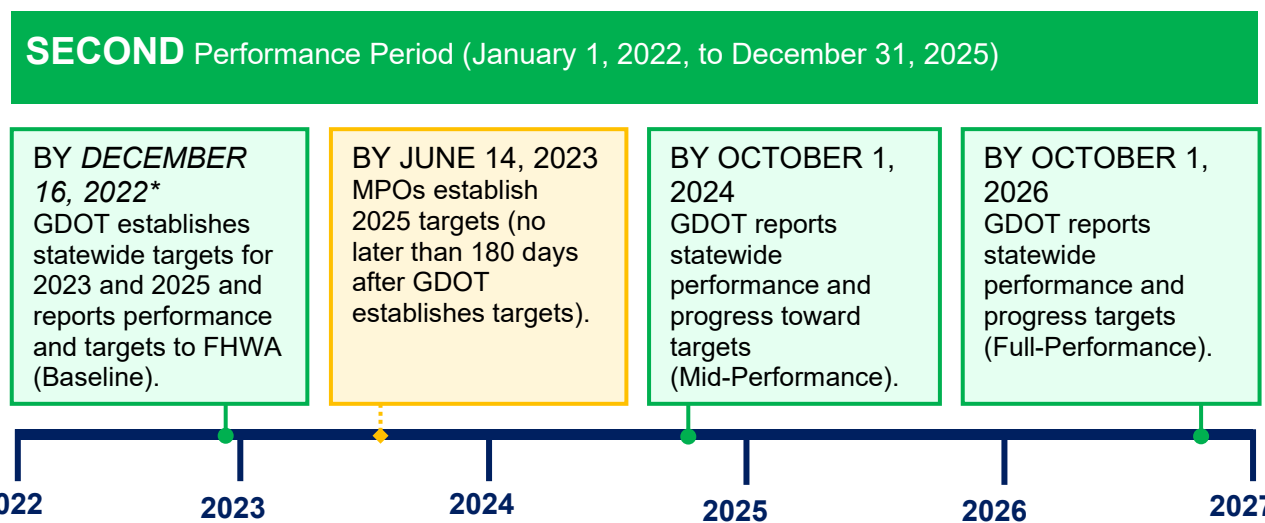 SECOND Performance Period (January 1, 2022, to December 31, 2025)
BY DECEMBER
16, 2022*
GDOT establishes
statewide targets for
2023 and 2025 and
reports performance
and targets to FHWA
(Baseline).
BY JUNE 14, 2023
MPOs establish
2025 targets (no
later than 180 days
after GDOT
establishes targets).
BY OCTOBER 1,
2024
GDOT reports
statewide
performance and
progress toward
targets
(Mid-Performance).
BY OCTOBER 1,
2026
GDOT reports
statewide
performance and
progress targets
(Full-Performance).
022
2023
2024
2025
2026
2027